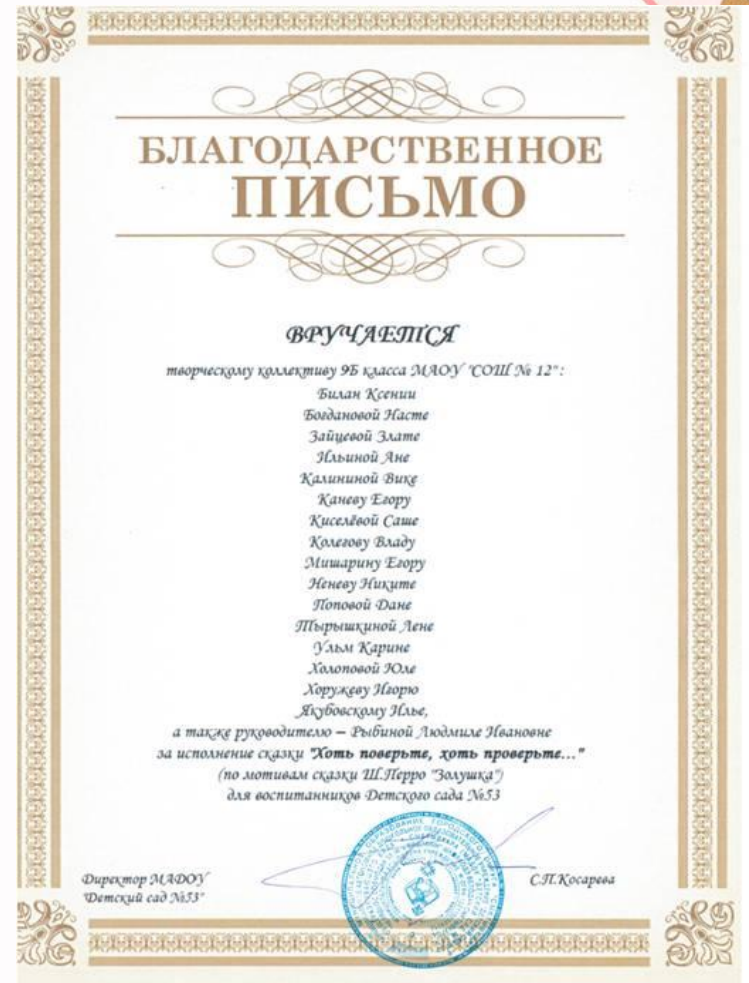 БЛАГОДАРСТВЕННОЕ
ПИСЬМО
ВРУЧАЕТСЯ
творческому коллективу 9Б класса МАОУ "СОШ № 12":
Билан Ксении
Богдановой Насте
Зайцевой Злате
Ильиной Ане
Калининой Вике
Каневу Егору
Киселёвой Саше
Колегову Владу
Мишарину Егору
Неневу Никите
Поповой Дане
Тырышкиной Лене
Ульм Карине
Холоповой Юле
Хоружеву Игорю
Якубовскому Илье,
а также руководителю – Рыбиной Людмиле Ивановне
за исполнение сказки "Хоть поверьте, хоть проверьте..."
(по мотивам сказки Ш.Перро "Золушка")
для воспитанников Детского сада №53
Директор МАДОУ
"Детский сад №53"
С.П.Косарева